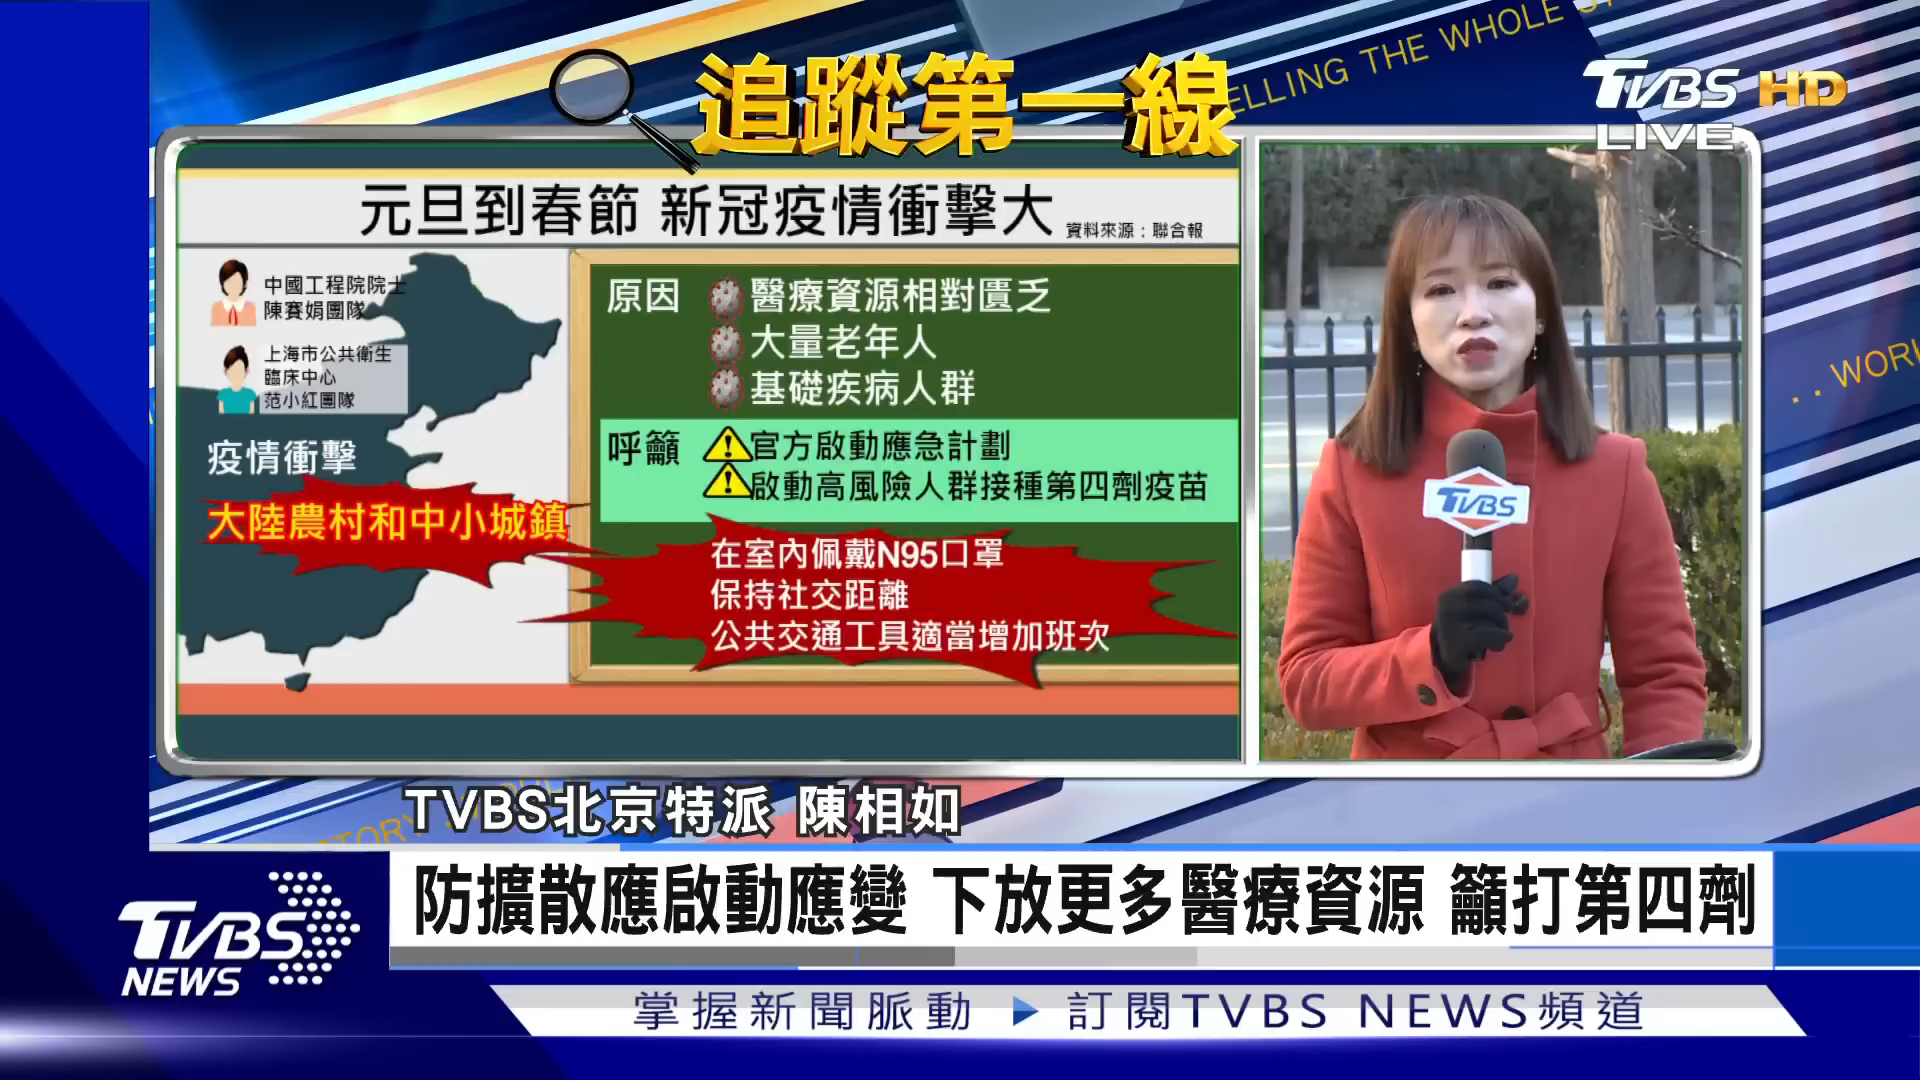 TELLING THE WHOLE ST
追蹤第一線
TVBS HD
LIVE
元旦到春節 新冠疫情衝擊大
資料來源：聯合報
中國工程院院士
陳賽娟團隊
上海市公共衛生
臨床中心
范小紅團隊
疫情衝擊
大陸農村和中小城鎮
原因
醫療資源相對匱乏
大量老年人
基礎疾病人群
呼籲
官方啟動應急計劃
啟動高風險人群接種第四劑疫苗
在室內佩戴N95口罩
保持社交距離
公共交通工具適當增加班次
TVBS
..WORL
STORY
TVBS北京特派 陳相如
防擴散應啟動應變 下放更多醫療資源 籲打第四劑
TVBS
NEWS
掌握新聞脈動 ▶ 訂閱TVBS NEWS頻道